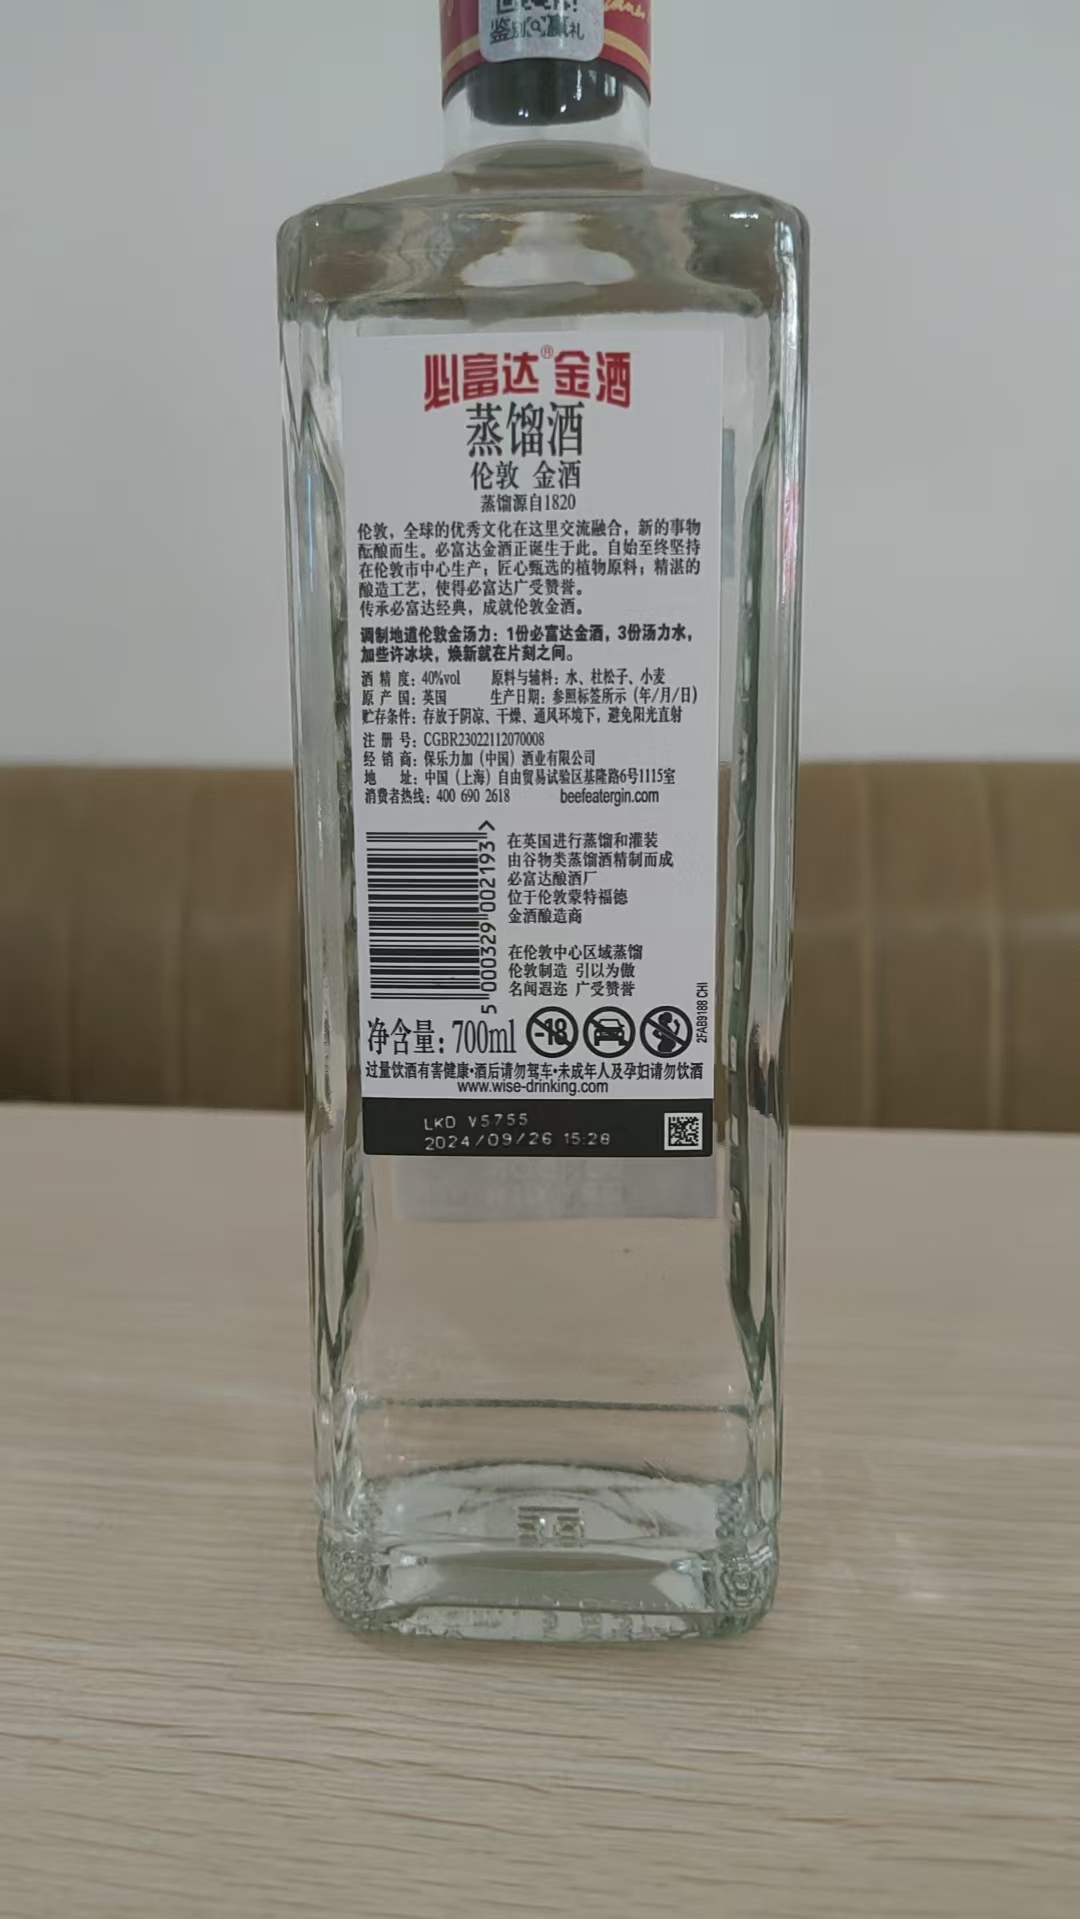 鉴别 赢礼
必富达®金酒
蒸馏酒
伦敦 金酒
蒸馏源自1820
伦敦，全球的优秀文化在这里交流融合，新的事物
酝酿而生。必富达金酒正诞生于此。自始至终坚持
在伦敦市中心生产；匠心甄选的植物原料；精湛的
酿造工艺，使得必富达广受赞誉。
传承必富达经典，成就伦敦金酒。
调制地道伦敦金汤力：1份必富达金酒，3份汤力水，
加些许冰块，焕新就在片刻之间。
酒 精 度：40%vol 原料与辅料：水、杜松子、小麦
原 产 国：英国 生产日期：参照标签所示（年/月/日）
贮存条件：存放于阴凉、干燥、通风环境下，避免阳光直射
注 册 号：CGBR23022112070008
经 销 商：保乐力加（中国）酒业有限公司
地 址：中国（上海）自由贸易试验区基隆路6号1115室
消费者热线：400 690 2618 beefeatergin.com
5 000329 002193 >
在英国进行蒸馏和灌装
由谷物类蒸馏酒精制而成
必富达酿酒厂
位于伦敦蒙特福德
金酒酿造商
在伦敦中心区域蒸馏
伦敦制造 引以为傲
名闻遐迩 广受赞誉
2FAB9188 CHI
净含量：700ml -18
过量饮酒有害健康•酒后请勿驾车•未成年人及孕妇请勿饮酒
www.wise-drinking.com
LKD V5755
2024/09/26 15:28